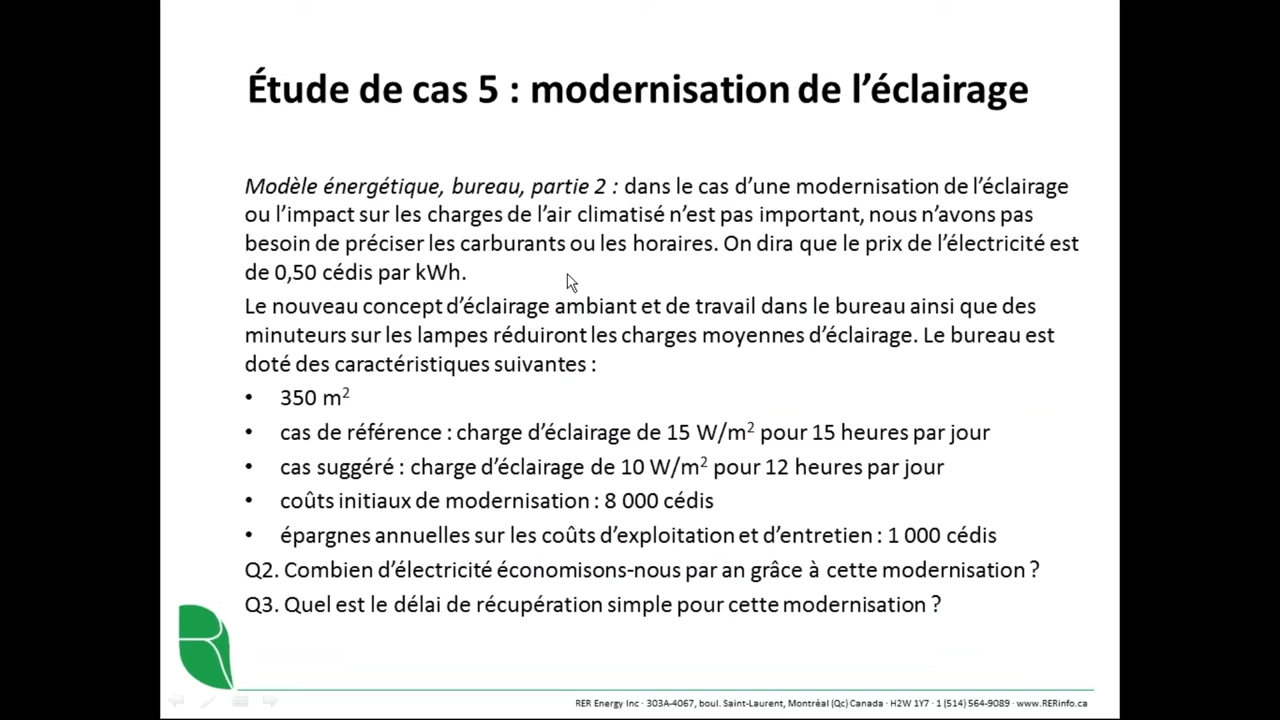 Étude de cas 5 : modernisation de l’éclairage
Modèle énergétique, bureau, partie 2 : dans le cas d’une modernisation de l’éclairage
ou l’impact sur les charges de l’air climatisé n’est pas important, nous n’avons pas
besoin de préciser les carburants ou les horaires. On dira que le prix de l’électricité est
de 0,50 cédis par kWh.
Le nouveau concept d’éclairage ambiant et de travail dans le bureau ainsi que des
minuteurs sur les lampes réduiront les charges moyennes d’éclairage. Le bureau est
doté des caractéristiques suivantes :
• 350 m²
• cas de référence : charge d’éclairage de 15 W/m² pour 15 heures par jour
• cas suggéré : charge d’éclairage de 10 W/m² pour 12 heures par jour
• coûts initiaux de modernisation : 8 000 cédis
• épargnes annuelles sur les coûts d’exploitation et d’entretien : 1 000 cédis
Q2. Combien d’électricité économisons-nous par an grâce à cette modernisation ?
Q3. Quel est le délai de récupération simple pour cette modernisation ?
RER Energy Inc · 303A-4067, boul. Saint-Laurent, Montréal (Qc) Canada · H2W 1Y7 · 1 (514) 564-9089 · www.RERinfo.ca